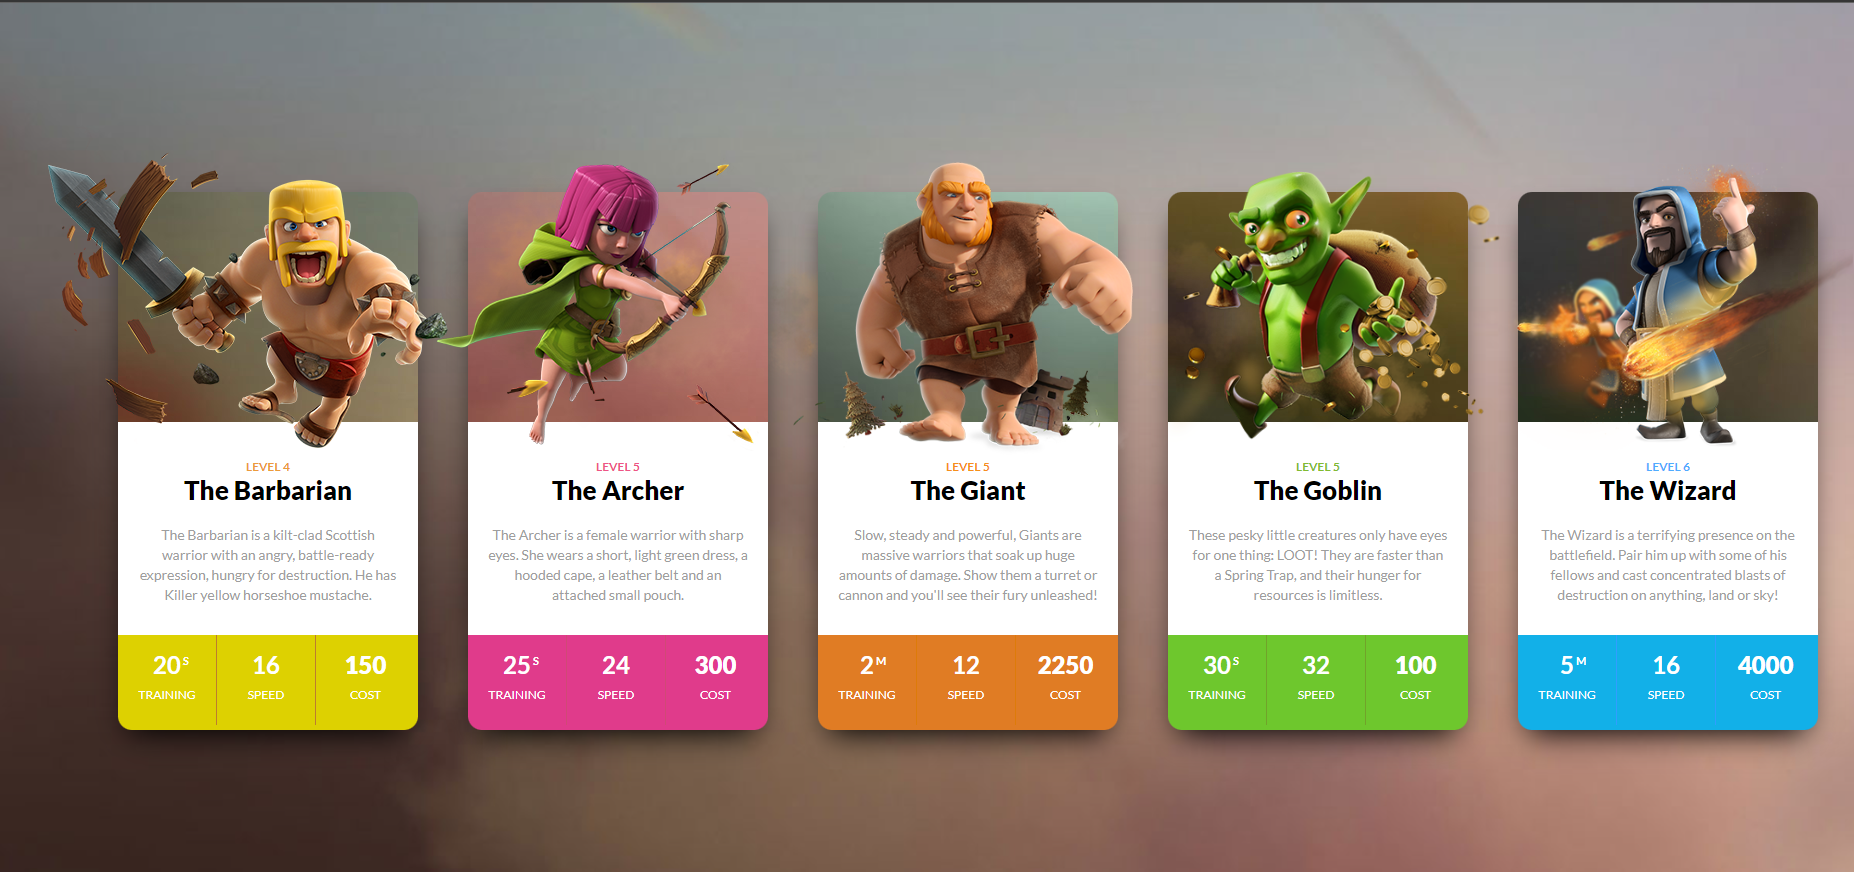 LEVEL 4
The Barbarian
The Barbarian is a kilt-clad Scottish
warrior with an angry, battle-ready
expression, hungry for destruction. He has
Killer yellow horseshoe mustache.
20S
TRAINING
16
SPEED
150
COST
LEVEL 5
The Archer
The Archer is a female warrior with sharp
eyes. She wears a short, light green dress, a
hooded cape, a leather belt and an
attached small pouch.
25S
TRAINING
24
SPEED
300
COST
LEVEL 5
The Giant
Slow, steady and powerful, Giants are
massive warriors that soak up huge
amounts of damage. Show them a turret or
cannon and you'll see their fury unleashed!
2M
TRAINING
12
SPEED
2250
COST
LEVEL 5
The Goblin
These pesky little creatures only have eyes
for one thing: LOOT! They are faster than
a Spring Trap, and their hunger for
resources is limitless.
30S
TRAINING
32
SPEED
100
COST
LEVEL 6
The Wizard
The Wizard is a terrifying presence on the
battlefield. Pair him up with some of his
fellows and cast concentrated blasts of
destruction on anything, land or sky!
5M
TRAINING
16
SPEED
4000
COST